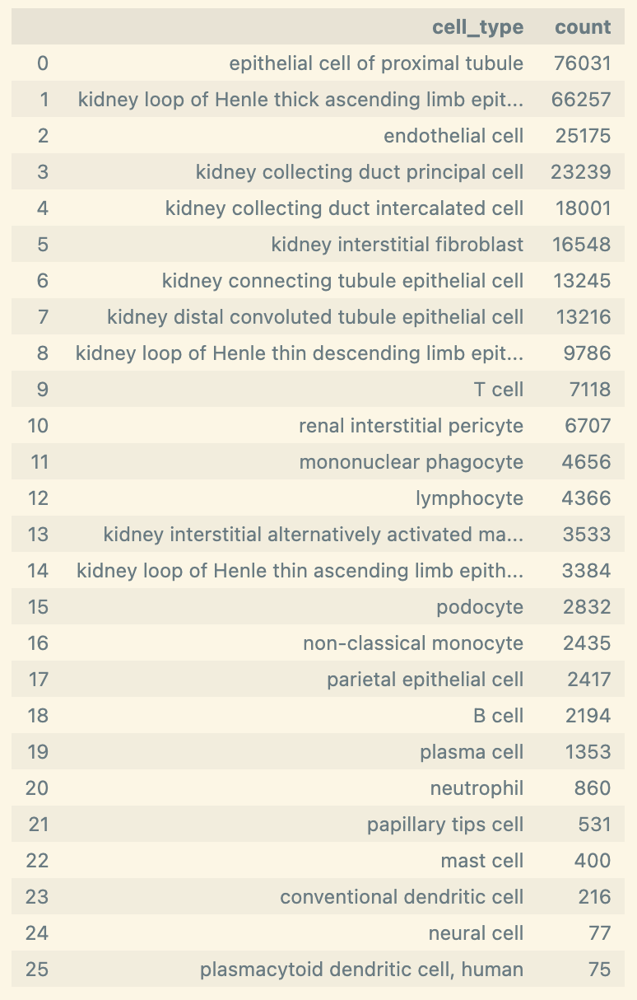 cell_type count
0 epithelial cell of proximal tubule 76031
1 kidney loop of Henle thick ascending limb epit... 66257
2 endothelial cell 25175
3 kidney collecting duct principal cell 23239
4 kidney collecting duct intercalated cell 18001
5 kidney interstitial fibroblast 16548
6 kidney connecting tubule epithelial cell 13245
7 kidney distal convoluted tubule epithelial cell 13216
8 kidney loop of Henle thin descending limb epit... 9786
9 T cell 7118
10 renal interstitial pericyte 6707
11 mononuclear phagocyte 4656
12 lymphocyte 4366
13 kidney interstitial alternatively activated ma... 3533
14 kidney loop of Henle thin ascending limb epith... 3384
15 podocyte 2832
16 non-classical monocyte 2435
17 parietal epithelial cell 2417
18 B cell 2194
19 plasma cell 1353
20 neutrophil 860
21 papillary tips cell 531
22 mast cell 400
23 conventional dendritic cell 216
24 neural cell 77
25 plasmacytoid dendritic cell, human 75